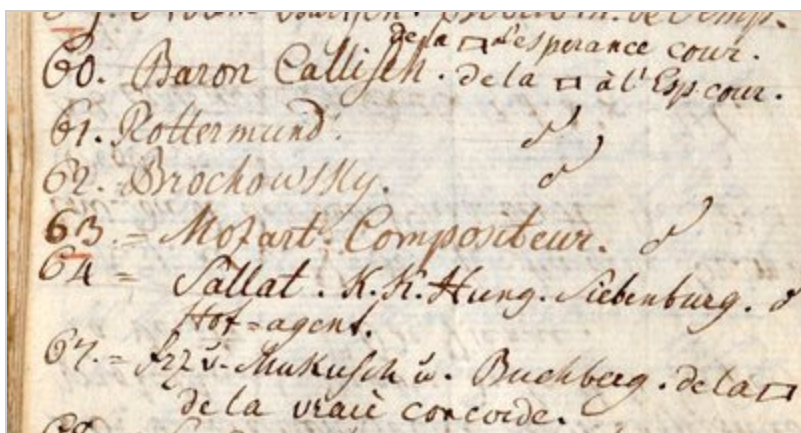 de la □ l'esperance cour.
60. Baron Callisch. de la □ à l'Esp. cour.
61. Rottermund.
62. Brochowsky.
63. = Mozart. Compositeur.
64 = Sallat. K. K. Hung. Siebenburg.
Hof=agent.
v. Mukusch u. Buchberg. de la □
de la vraie concorde.